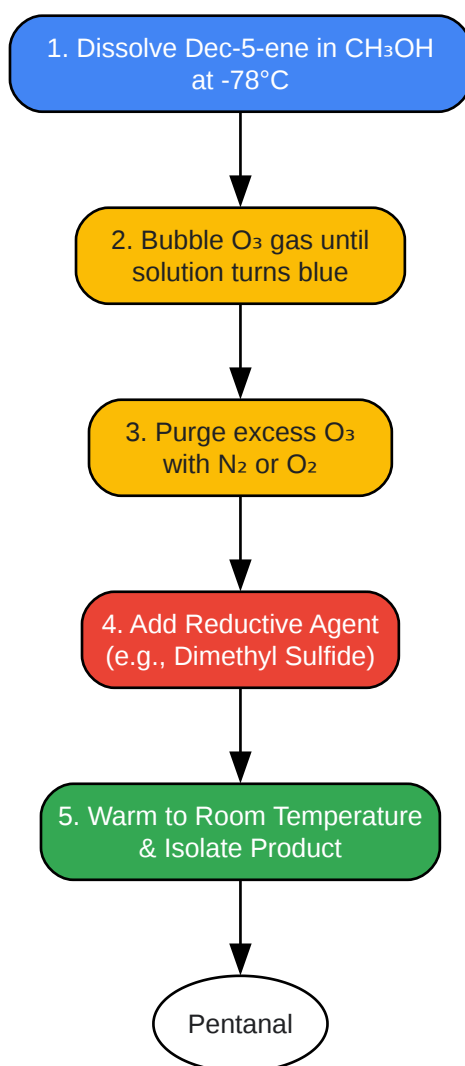 1. Dissolve Dec-5-ene in CH₃OH
at -78°C
2. Bubble O₃ gas until
solution turns blue
3. Purge excess O₃
with N₂ or O₂
4. Add Reductive Agent
(e.g., Dimethyl Sulfide)
5. Warm to Room Temperature
& Isolate Product
Pentanal